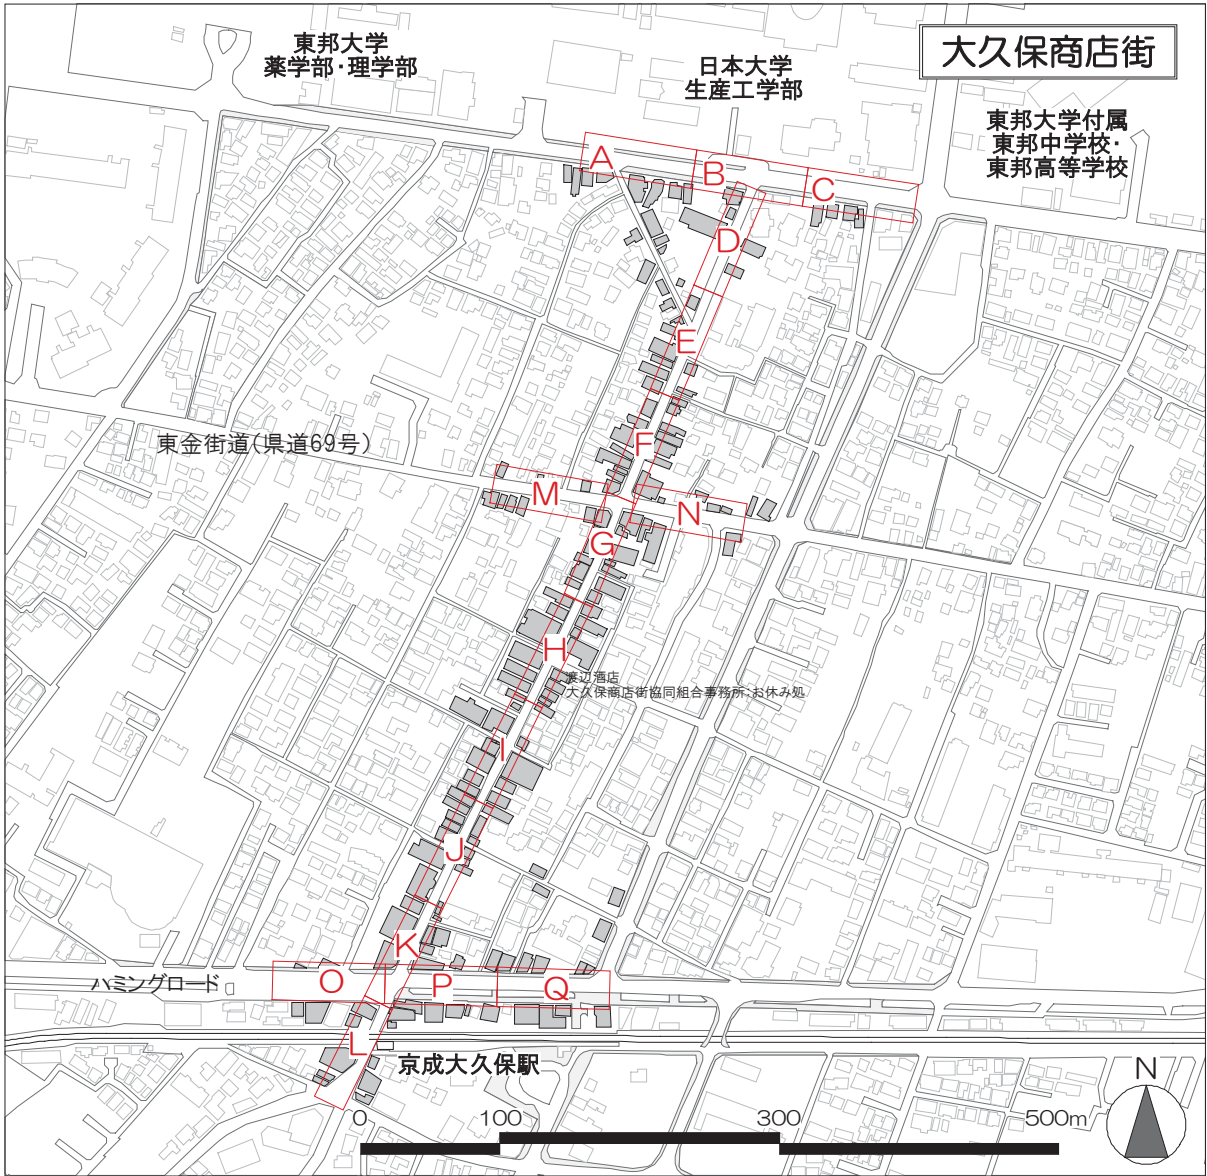 大久保商店街
東邦大学
薬学部・理学部
日本大学
生産工学部
東邦大学付属
東邦中学校・
東邦高等学校
A
B
C
D
E
東金街道(県道69号)
F
M
N
G
H
渡辺酒店
大久保商店街協同組合事務所:お休み処
I
J
K
ハミングロード
O
P
Q
L
京成大久保駅
N
0
100
300
500m